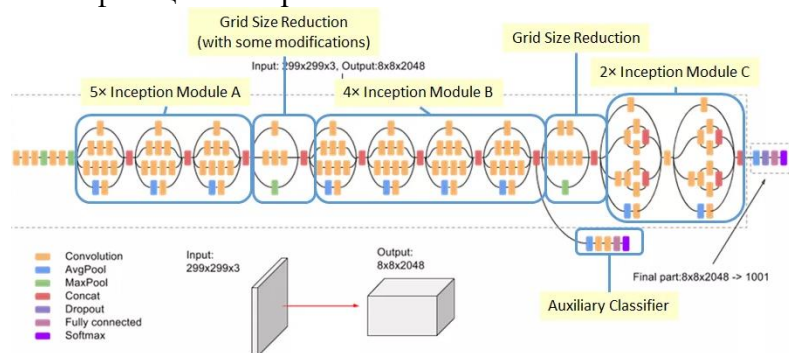 Grid Size Reduction
(with some modifications)
Grid Size Reduction
Input: 299x299x3, Output:8x8x2048
5× Inception Module A
4× Inception Module B
2× Inception Module C
Convolution
AvgPool
MaxPool
Concat
Dropout
Fully connected
Softmax
Input:
299x299x3
Output:
8x8x2048
Final part:8x8x2048 -> 1001
Auxiliary Classifier